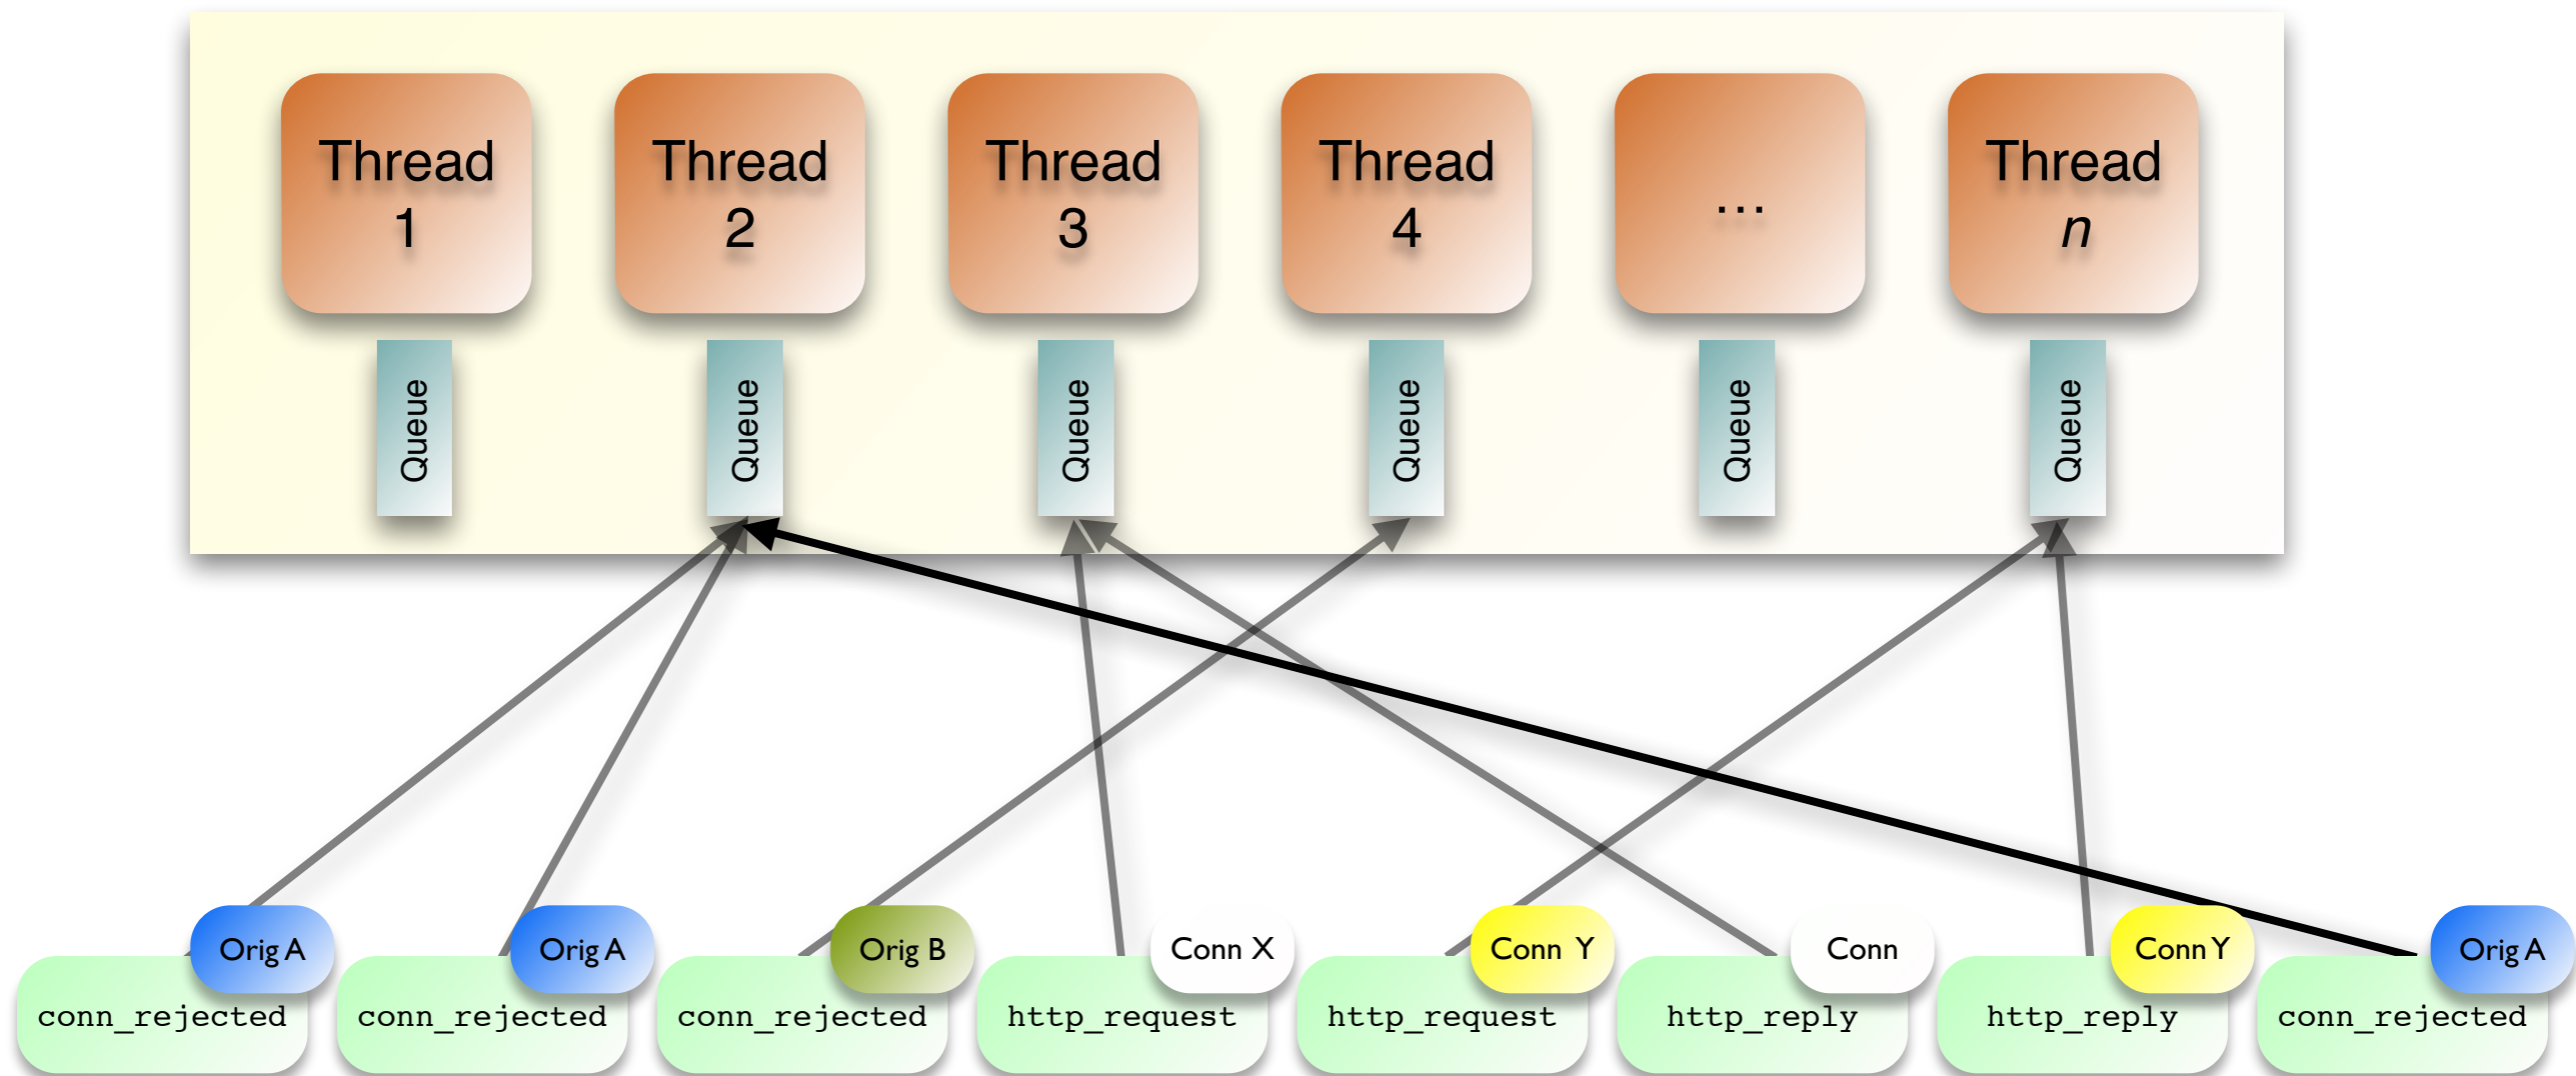 Thread
1
Thread
2
Thread
3
Thread
4
...
Thread
n
Queue
Queue
Queue
Queue
Queue
Queue
Orig A
conn_rejected
Orig A
conn_rejected
Orig B
conn_rejected
Conn X
http_request
Conn Y
http_request
Conn
http_reply
Conn Y
http_reply
Orig A
conn_rejected